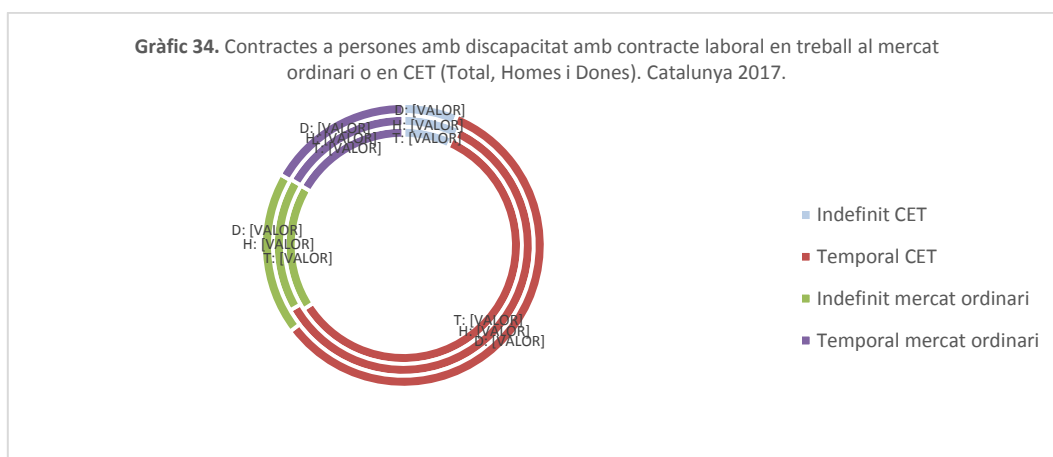 Gràfic 34. Contractes a persones amb discapacitat amb contracte laboral en treball al mercat
ordinari o en CET (Total, Homes i Dones). Catalunya 2017.
D: [VALOR]
H: [VALOR]
T: [VALOR]
D: [VALOR]
H: [VALOR]
T: [VALOR]
D: [VALOR]
H: [VALOR]
T: [VALOR]
T: [VALOR]
H: [VALOR]
D: [VALOR]
Indefinit CET
Temporal CET
Indefinit mercat ordinari
Temporal mercat ordinari